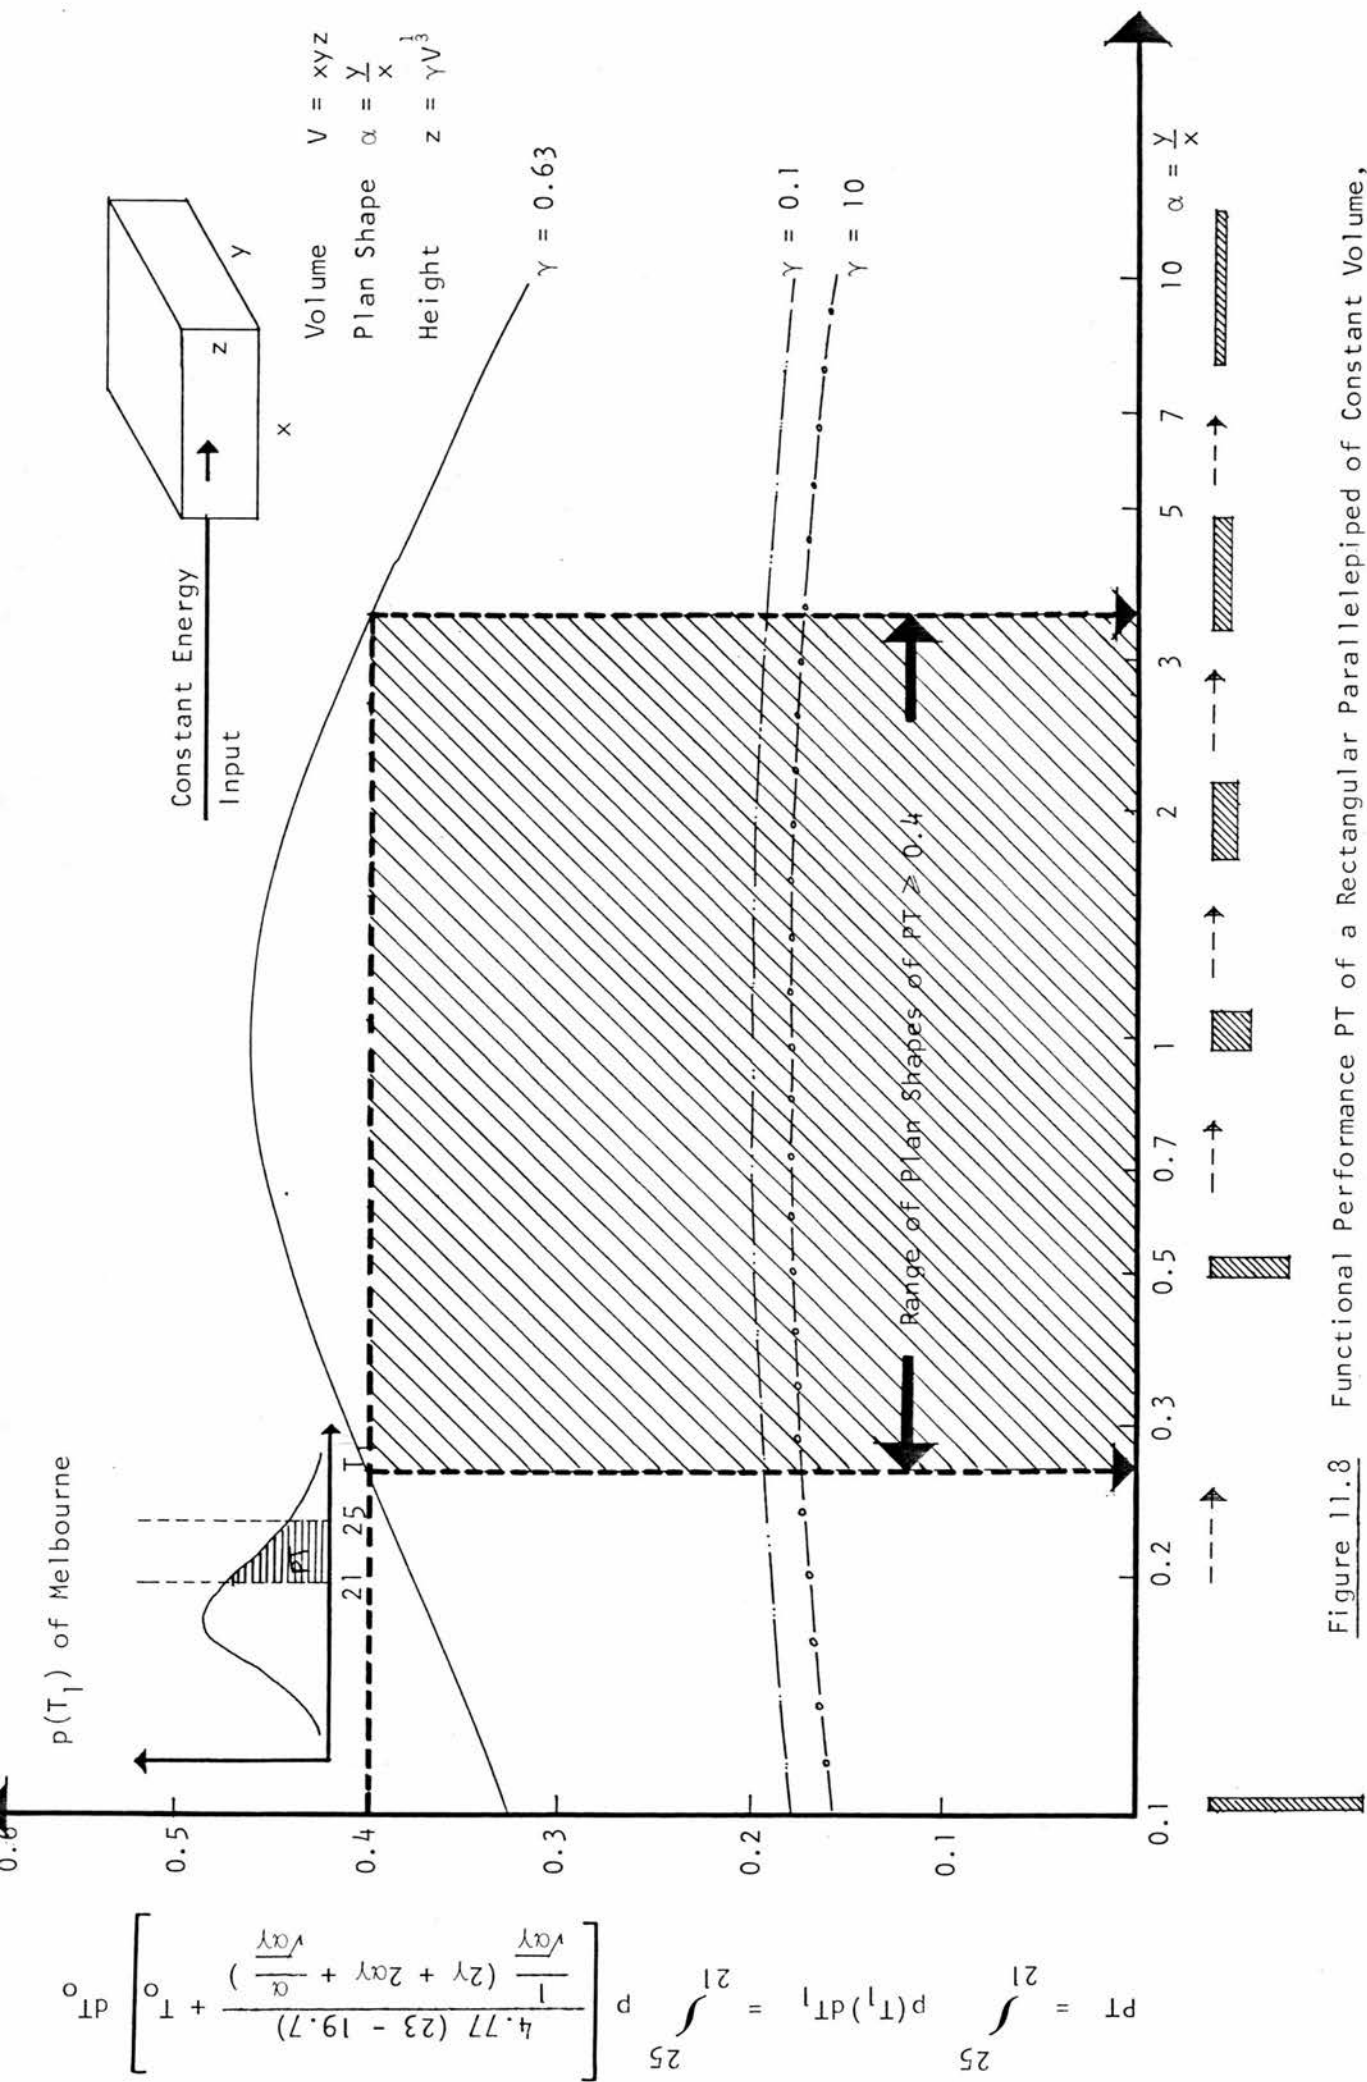 p(T₁) of Melbourne
21 25 T
PT
Constant Energy
Input
x
y
z
Volume V = xyz
Plan Shape α = y/x
Height z = γV^1/3
γ = 0.63
γ = 0.1
γ = 10
Range of Plan Shapes of PT ⩾ 0.4
0.6
0.5
0.4
0.3
0.2
0.1
0.1 0.2 0.3 0.5 0.7 1 2 3 5 7 10 α = y/x
PT = ∫ 25 21 p(T₁)dT₁ = ∫ 25 21 p [ 4.77 (23 - 19.7) / 1/√αγ (2γ + 2αγ + α/√αγ) + T₀ ] dT₀
Figure 11.8 Functional Performance PT of a Rectangular Parallelepiped of Constant Volume,